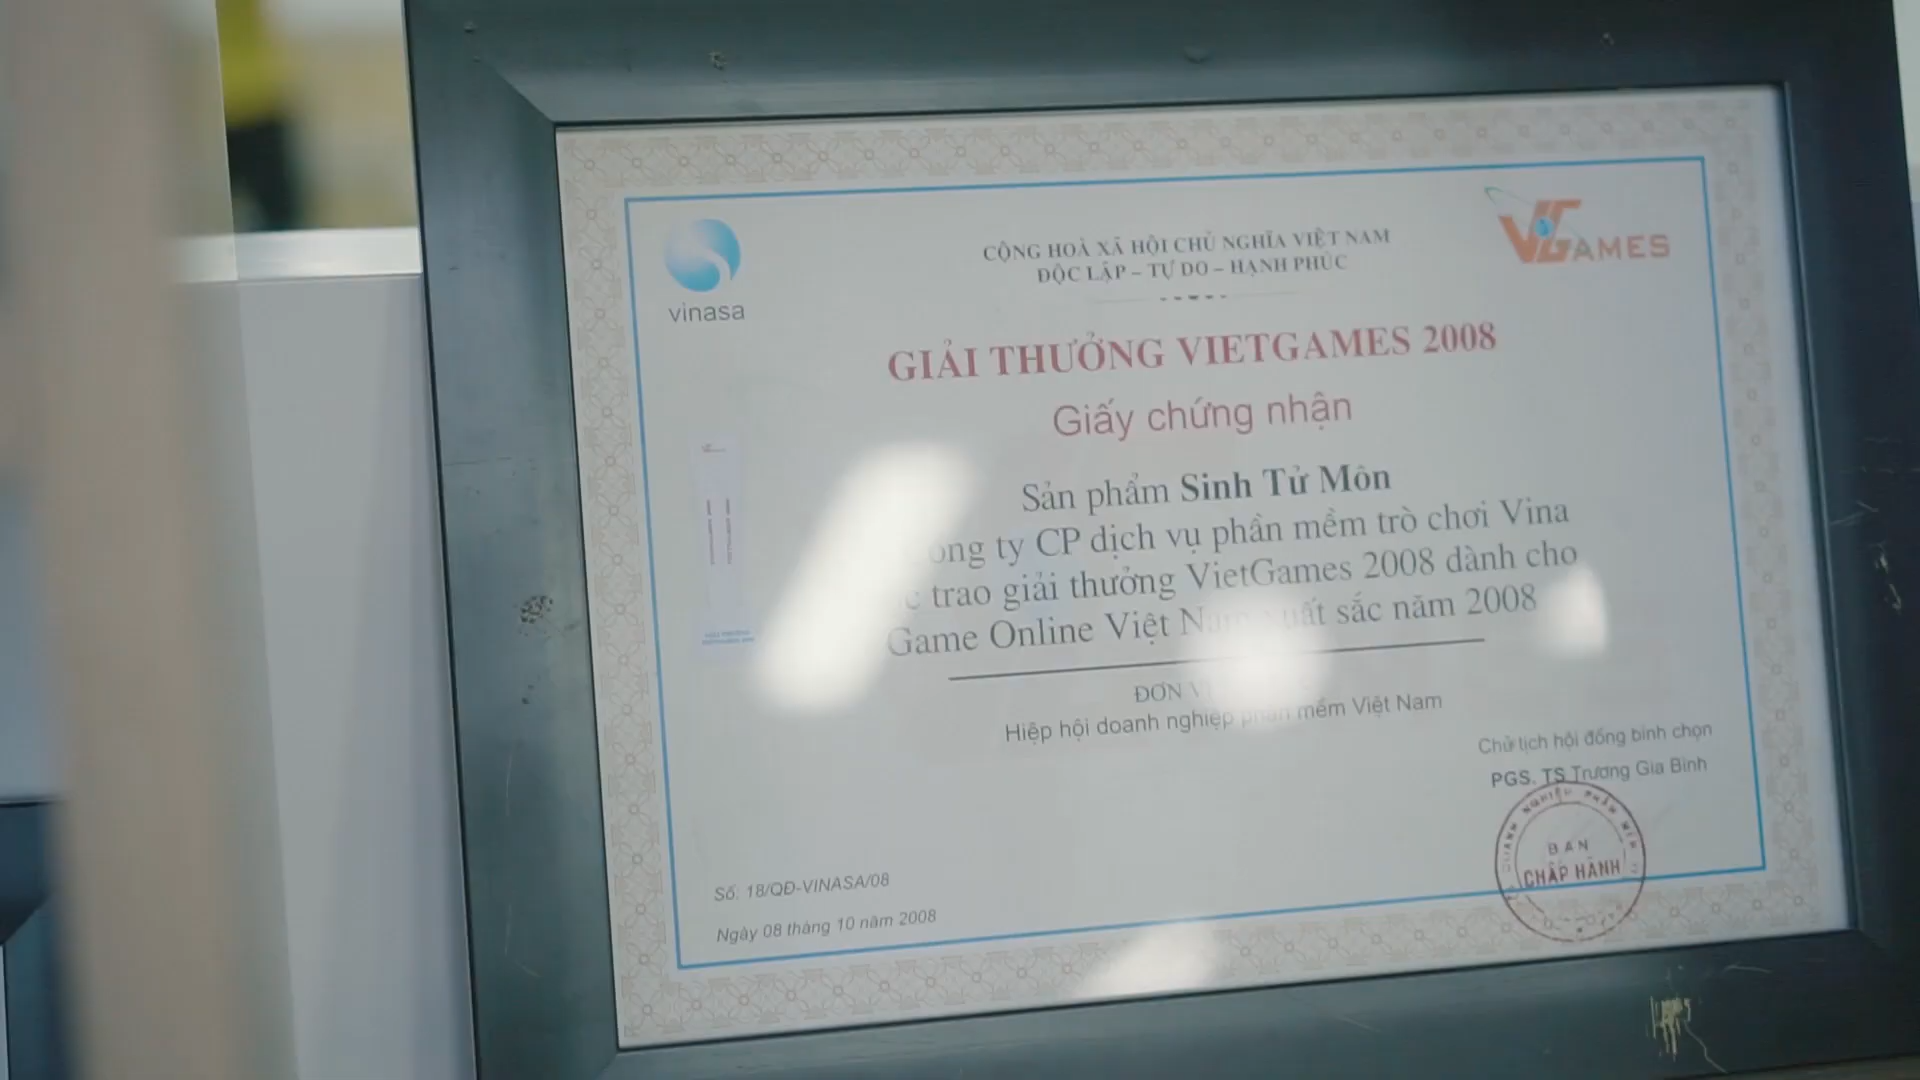 vinasa
VGAMES
CỘNG HOÀ XÃ HỘI CHỦ NGHĨA VIỆT NAM
ĐỘC LẬP – TỰ DO – HẠNH PHÚC
GIẢI THƯỞNG VIETGAMES 2008
Giấy chứng nhận
Sản phẩm Sinh Tử Môn
ty CP dịch vụ phần mềm trò chơi Vina
trao giải thưởng VietGames 2008 dành cho
Game Online Việt sắc năm 2008
ĐƠN
Hiệp hội doanh nghiệp phần mềm Việt Nam
Chủ tịch hội đồng bình chọn
PGS. TS Trương Gia Bình
BAN
CHẤP HÀNH
Số: 18/QĐ-VINASA/08
Ngày 08 tháng 10 năm 2008